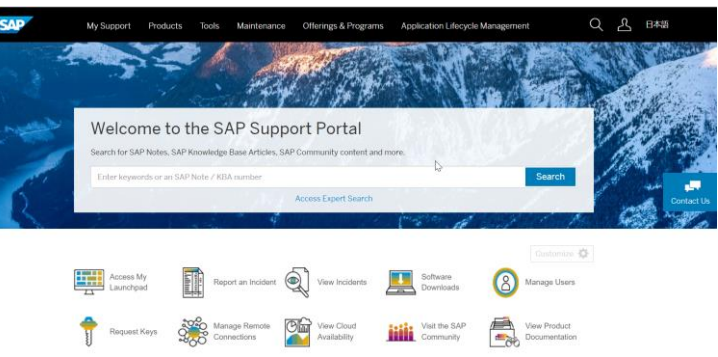 SAP
My Support Products Tools Maintenance Offerings & Programs Application Lifecycle Management 日本語
Welcome to the SAP Support Portal
Search for SAP Notes, SAP Knowledge Base Articles, SAP Community content and more.
Enter keywords or an SAP Note / KBA number
Search
Access Expert Search
Contact Us
Customize
Access My
Launchpad
Report an Incident
View Incidents
Software
Downloads
Manage Users
Request Keys
Manage Remote
Connections
View Cloud
Availability
Visit the SAP
Community
View Product
Documentation